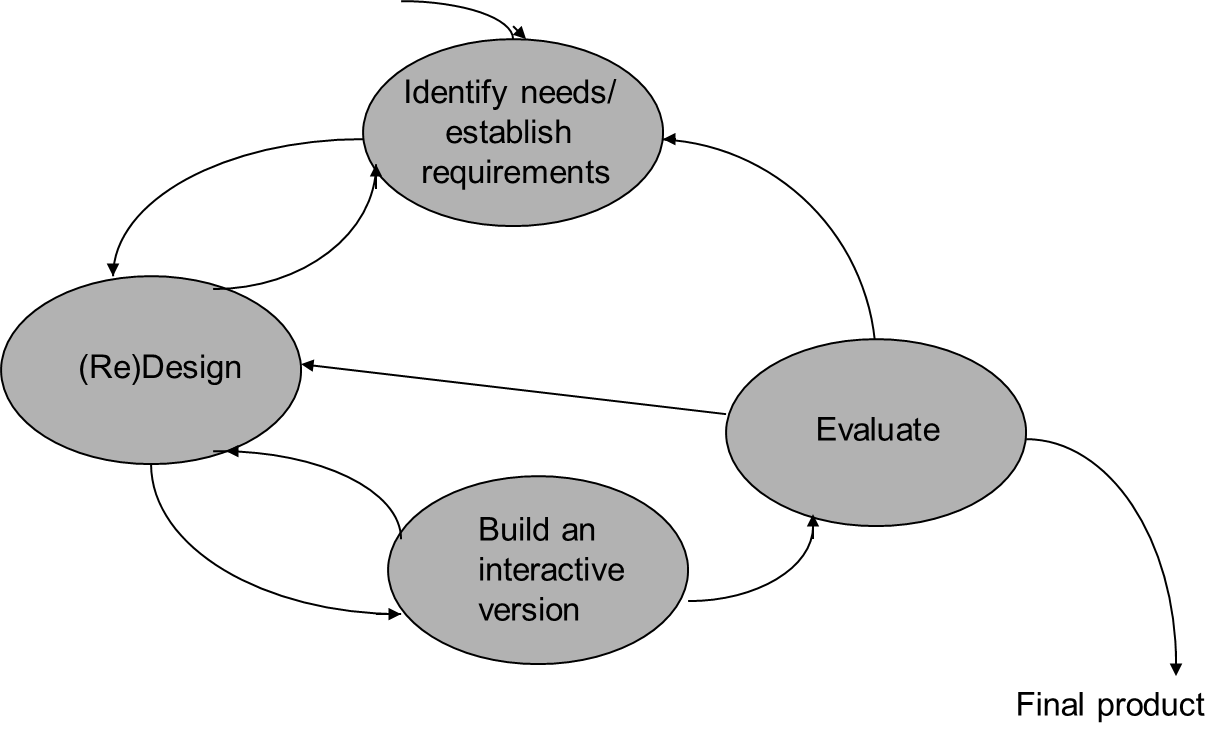 Identify needs/
establish
requirements
(Re)Design
Evaluate
Build an
interactive
version
Final product